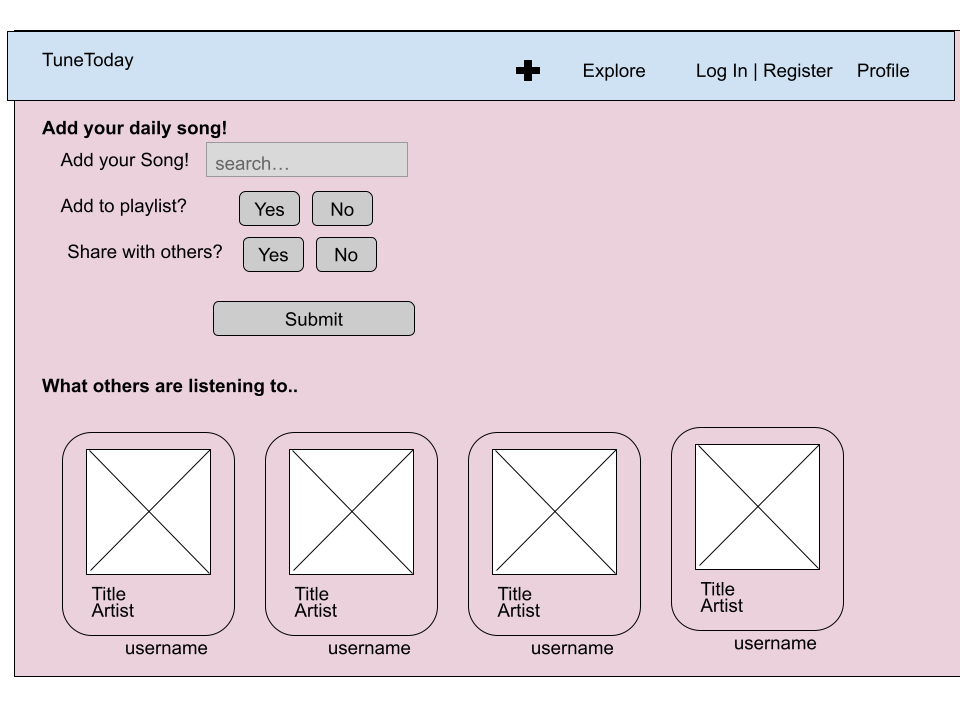 TuneToday
Explore
Log In | Register
Profile
Add your daily song!
Add your Song!
search…
Add to playlist?
Yes
No
Share with others?
Yes
No
Submit
What others are listening to..
Title
Artist
username
Title
Artist
username
Title
Artist
username
Title
Artist
username